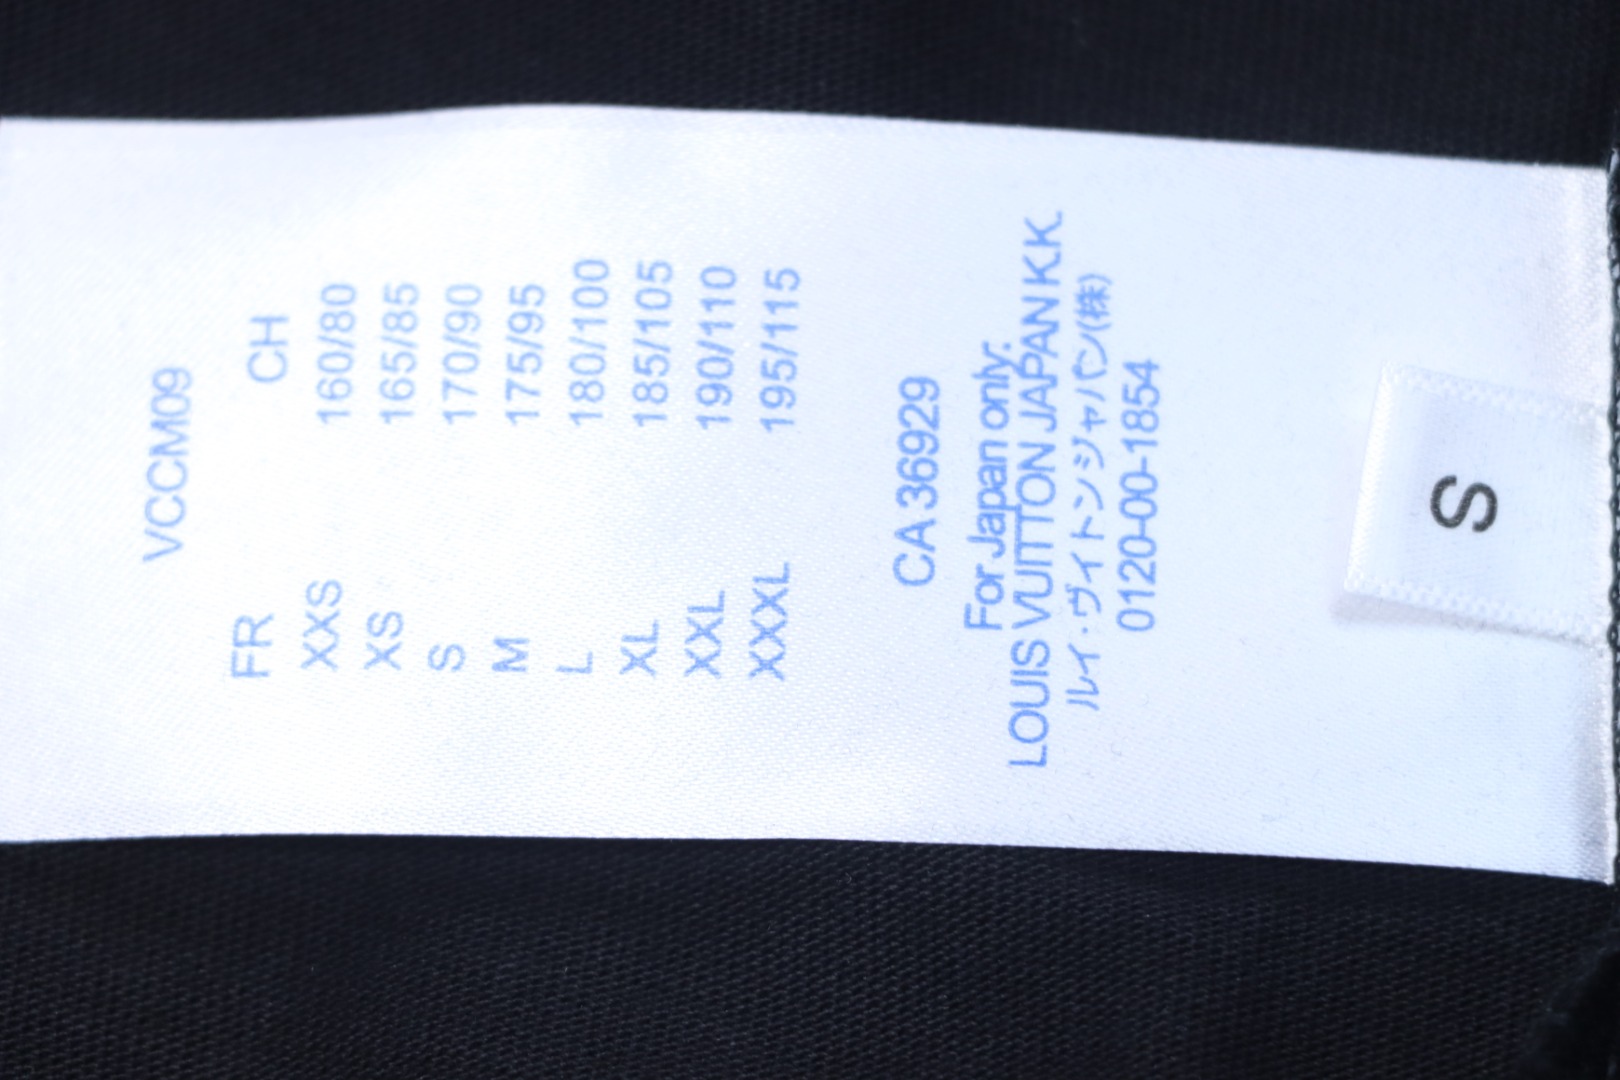 VCCM09
FR CH
XXS 160/80
XS 165/85
S 170/90
M 175/95
L 180/100
XL 185/105
XXL 190/110
XXXL 195/115
CA 36929
For Japan only:
LOUIS VUITTON JAPAN K.K.
ルイ・ヴィトンジャパン(株)
0120-00-1854
S